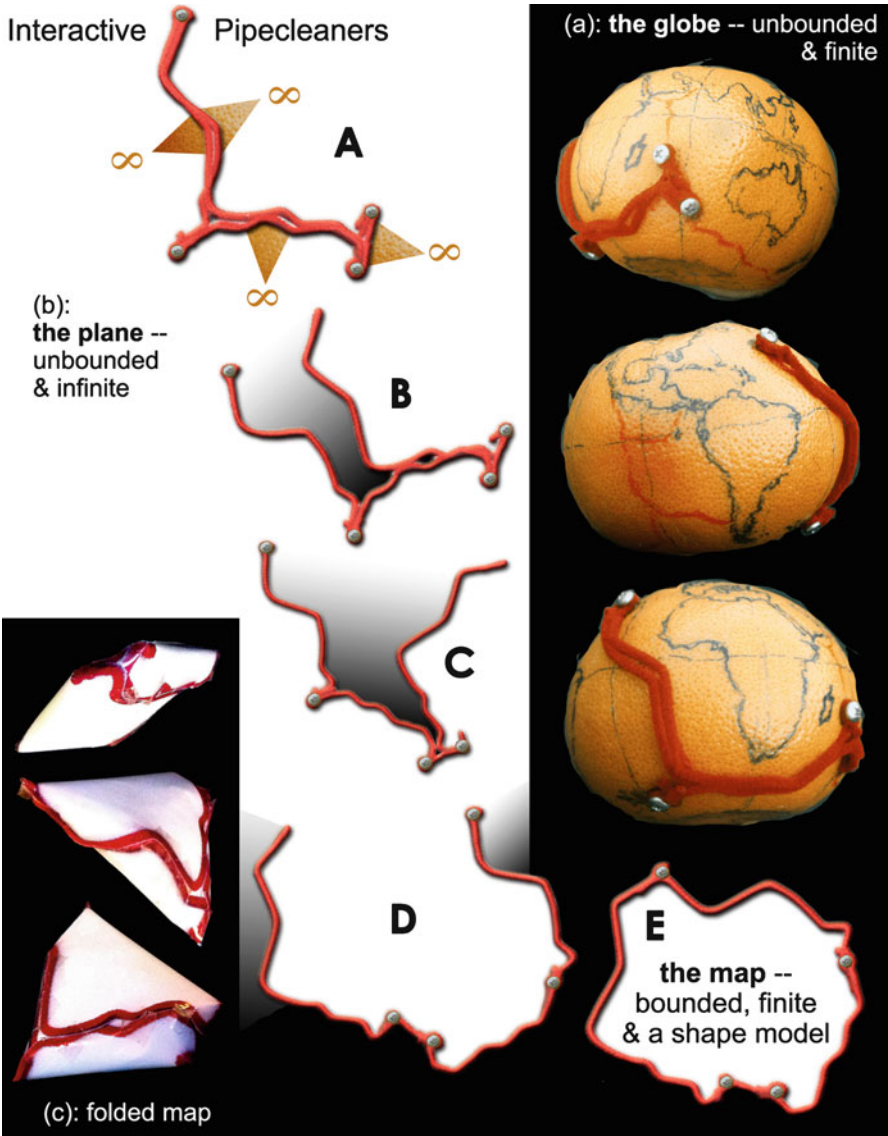 Interactive Pipecleaners
(a): the globe -- unbounded
& finite
∞
∞
A
∞
∞
(b):
the plane --
unbounded
& infinite
B
C
D
E
the map --
bounded, finite
& a shape model
(c): folded map